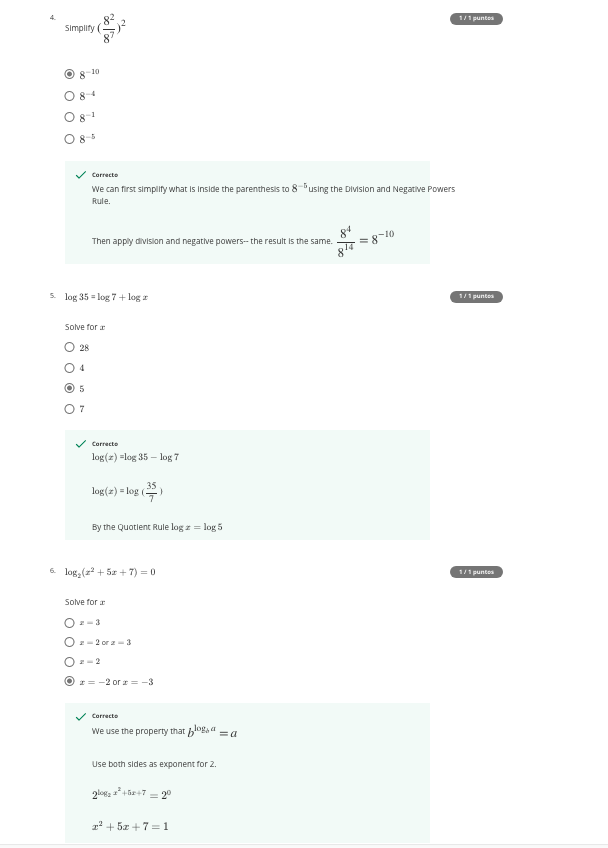 4.
Simplify (8^2/8^7)^2
1 / 1 puntos
8^−10
8^−4
8^−1
8^−5
Correcto
We can first simplify what is inside the parenthesis to 8^−5 using the Division and Negative Powers
Rule.
Then apply division and negative powers-- the result is the same. 8^4/8^14 = 8^−10
5. log 35 = log 7 + log x
1 / 1 puntos
Solve for x
28
4
5
7
Correcto
log(x) =log 35 − log 7
log(x) = log (35/7)
By the Quotient Rule log x = log 5
6. log_2(x^2 + 5x + 7) = 0
1 / 1 puntos
Solve for x
x = 3
x = 2 or x = 3
x = 2
x = −2 or x = −3
Correcto
We use the property that b^(log_b a) = a
Use both sides as exponent for 2.
2^(log_2 x^2+5x+7) = 2^0
x^2 + 5x + 7 = 1